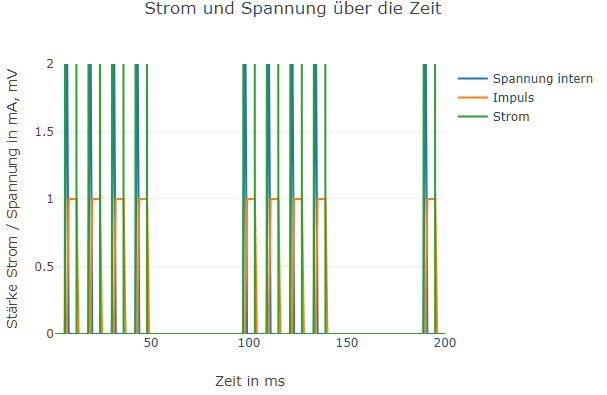 Strom und Spannung über die Zeit
Stärke Strom / Spannung in mA, mV
2
1.5
1
0.5
0
50
100
150
200
Zeit in ms
Spannung intern
Impuls
Strom